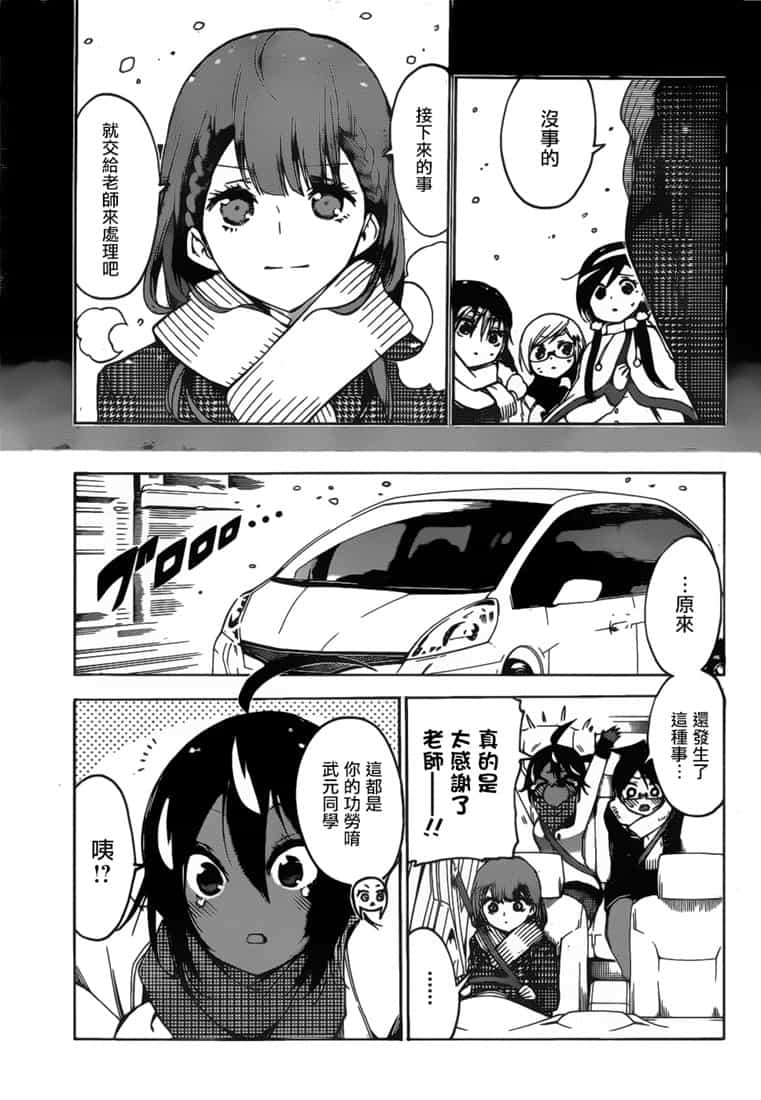 沒事的
接下來的事
就交給老師來處理吧
ブロロロ…
…原來
還發生了
這種事…
真的是
太感謝了
老師——!!
……
這都是
你的功勞唷
武元同學
咦!?